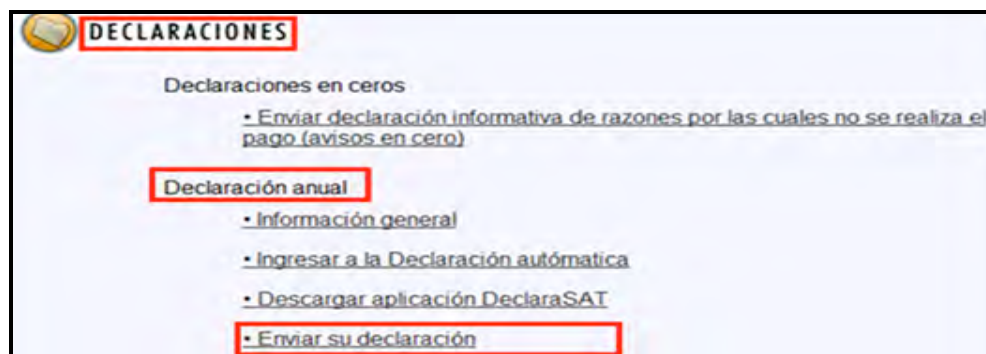 DECLARACIONES
Declaraciones en ceros
• Enviar declaración informativa de razones por las cuales no se realiza el
pago (avisos en cero)
Declaración anual
• Información general
• Ingresar a la Declaración autómatica
• Descargar aplicación DeclaraSAT
• Enviar su declaración